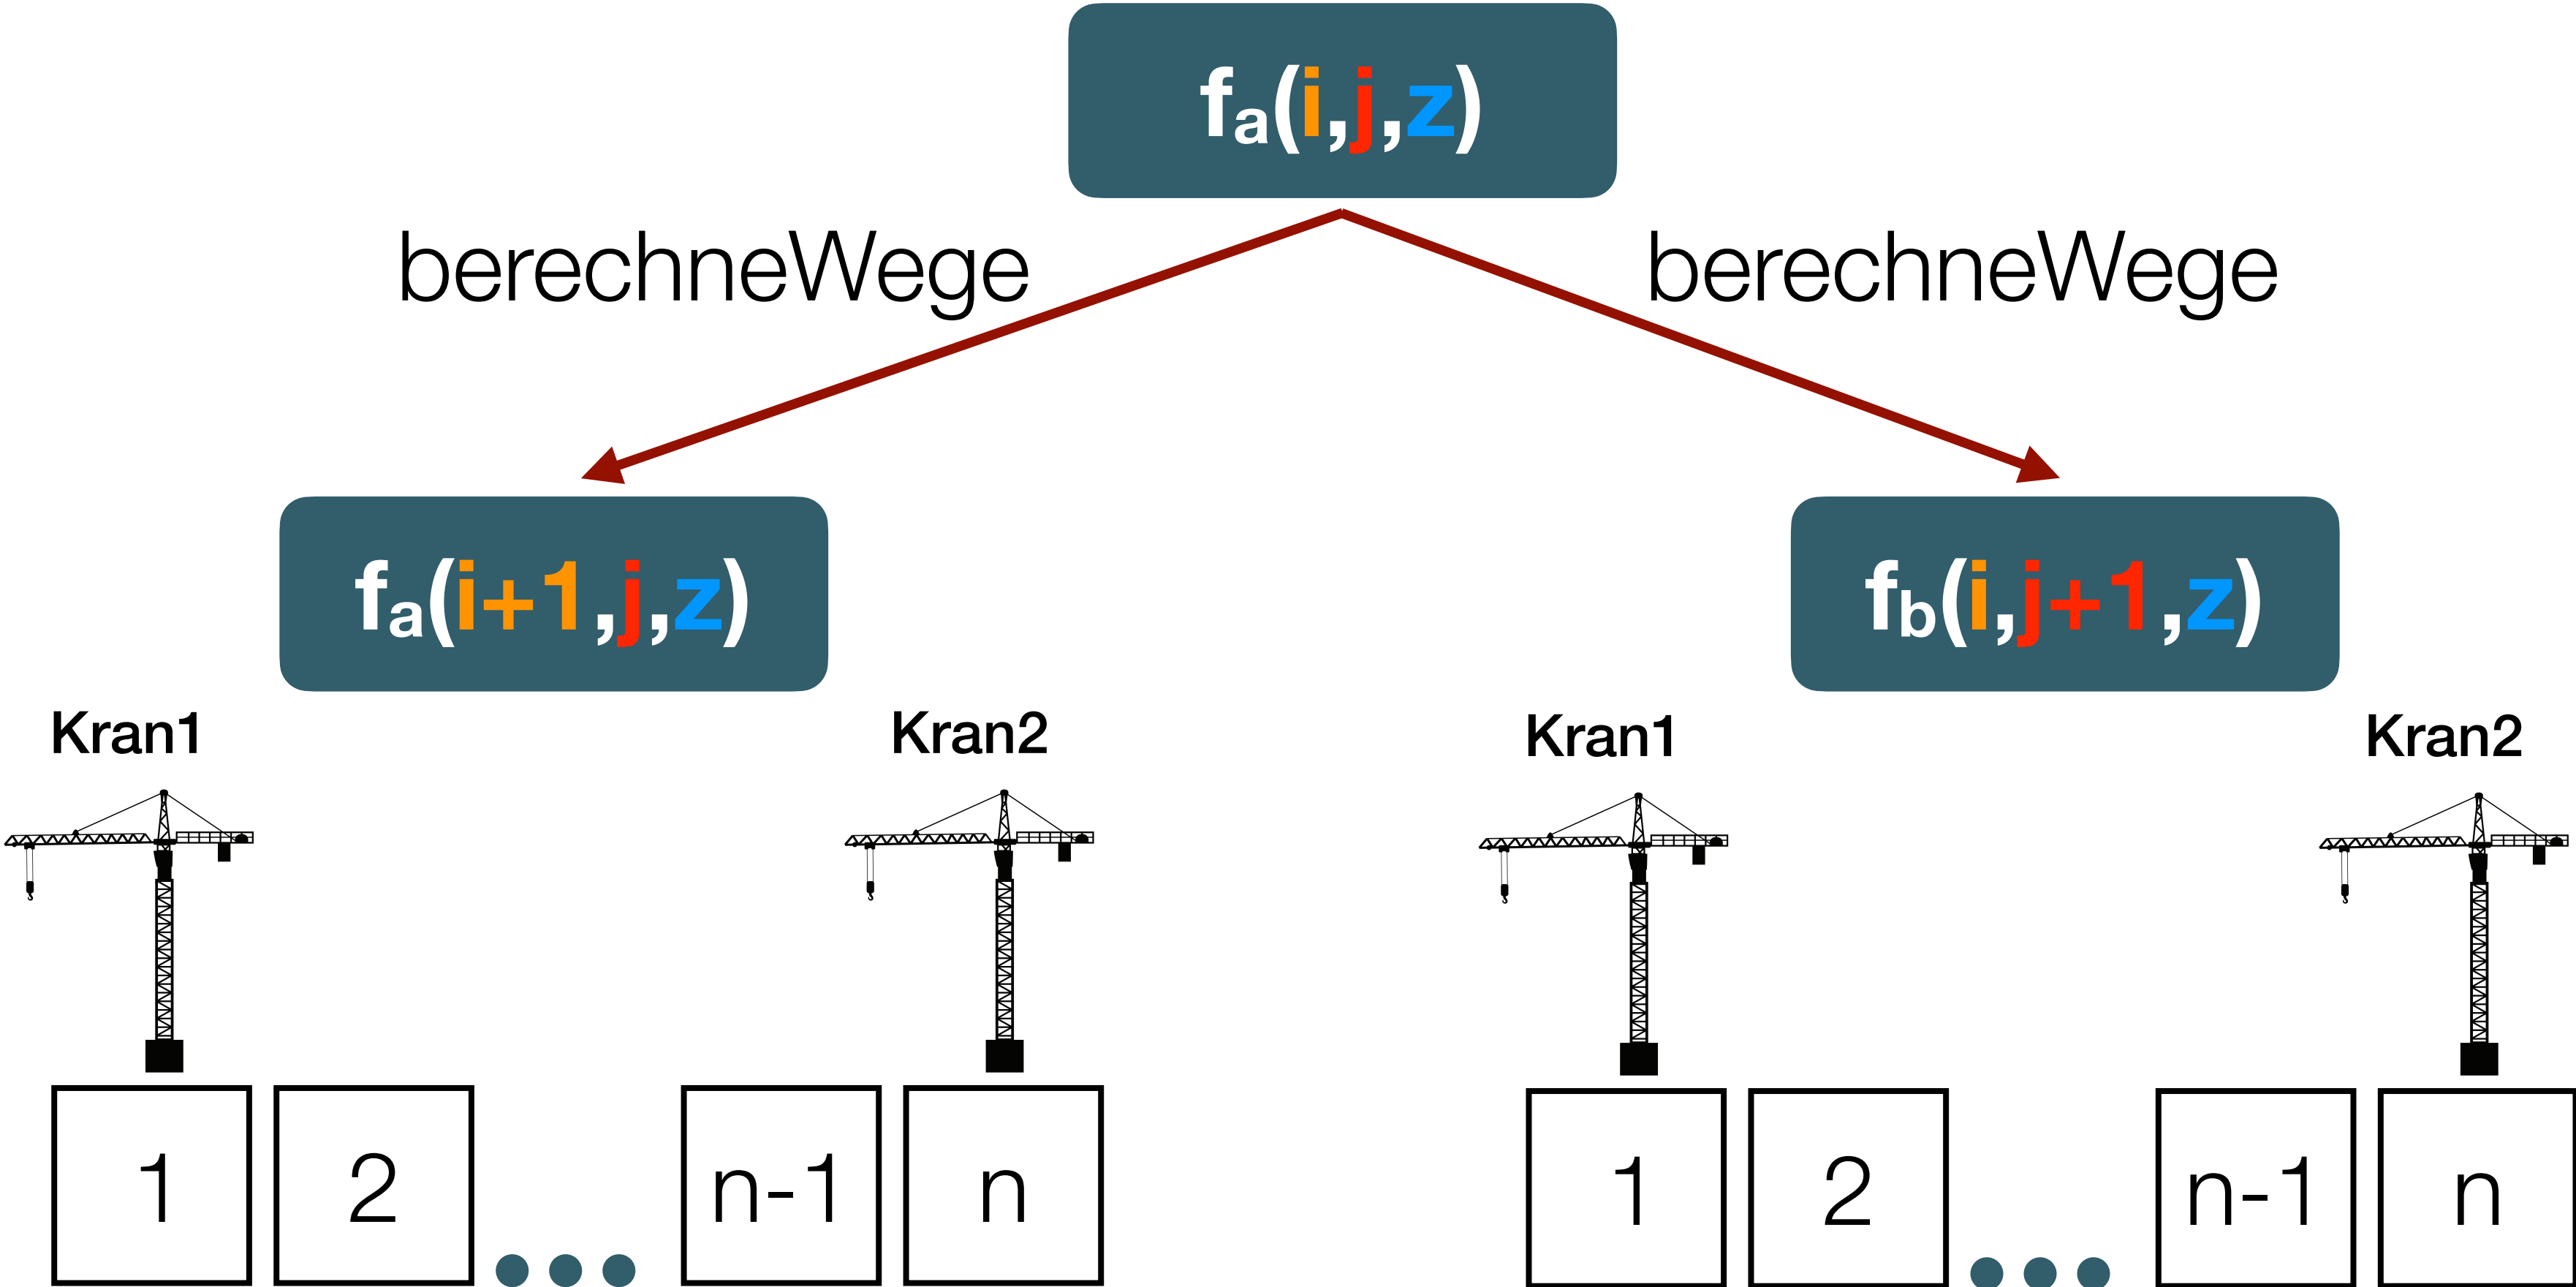 fa(i,j,z)
berechneWege berechneWege
fa(i+1,j,z) fb(i,j+1,z)
Kran1 Kran2 Kran1 Kran2
1 2 n-1 n 1 2 n-1 n